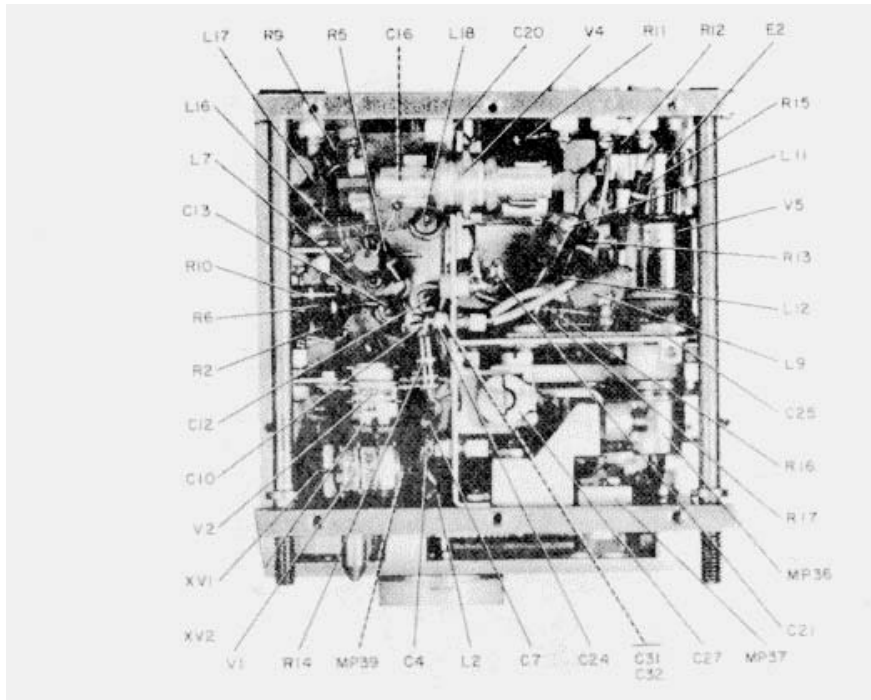 L17 R9 R5 C16 L18 C20 V4 R11 R12 E2
L16
R15
L7
L11
C13
V5
R10
R13
R6
L12
R2
L9
C12
C25
C10
R16
V2
R17
XV1
MP36
XV2
C21
V1 R14 MP39 C4 L2 C7 C24 C31 C27 MP37
C32